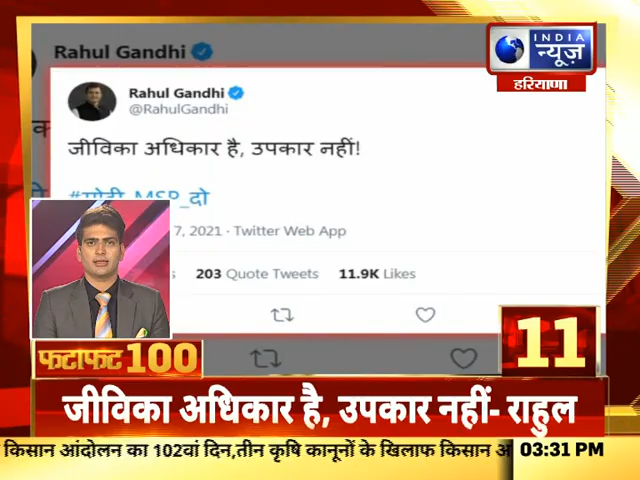 Rahul Gandhi
INDIA
न्यूज़
हरियाणा
Rahul Gandhi
@RahulGandhi
जीविका अधिकार है, उपकार नहीं!
#मोदी_MSP_दो
7, 2021 · Twitter Web App
203 Quote Tweets 11.9K Likes
फटाफट 100
11
जीविका अधिकार है, उपकार नहीं- राहुल
किसान आंदोलन का 102वां दिन,तीन कृषि कानूनों के खिलाफ किसान
03:31 PM